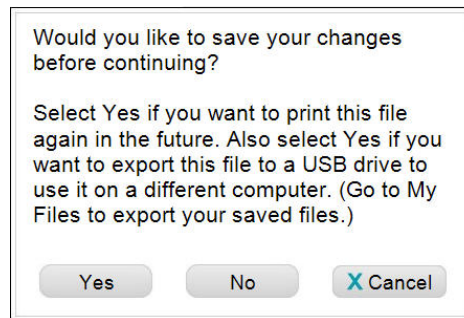 Would you like to save your changes
before continuing?
Select Yes if you want to print this file
again in the future. Also select Yes if you
want to export this file to a USB drive to
use it on a different computer. (Go to My
Files to export your saved files.)
Yes No X Cancel